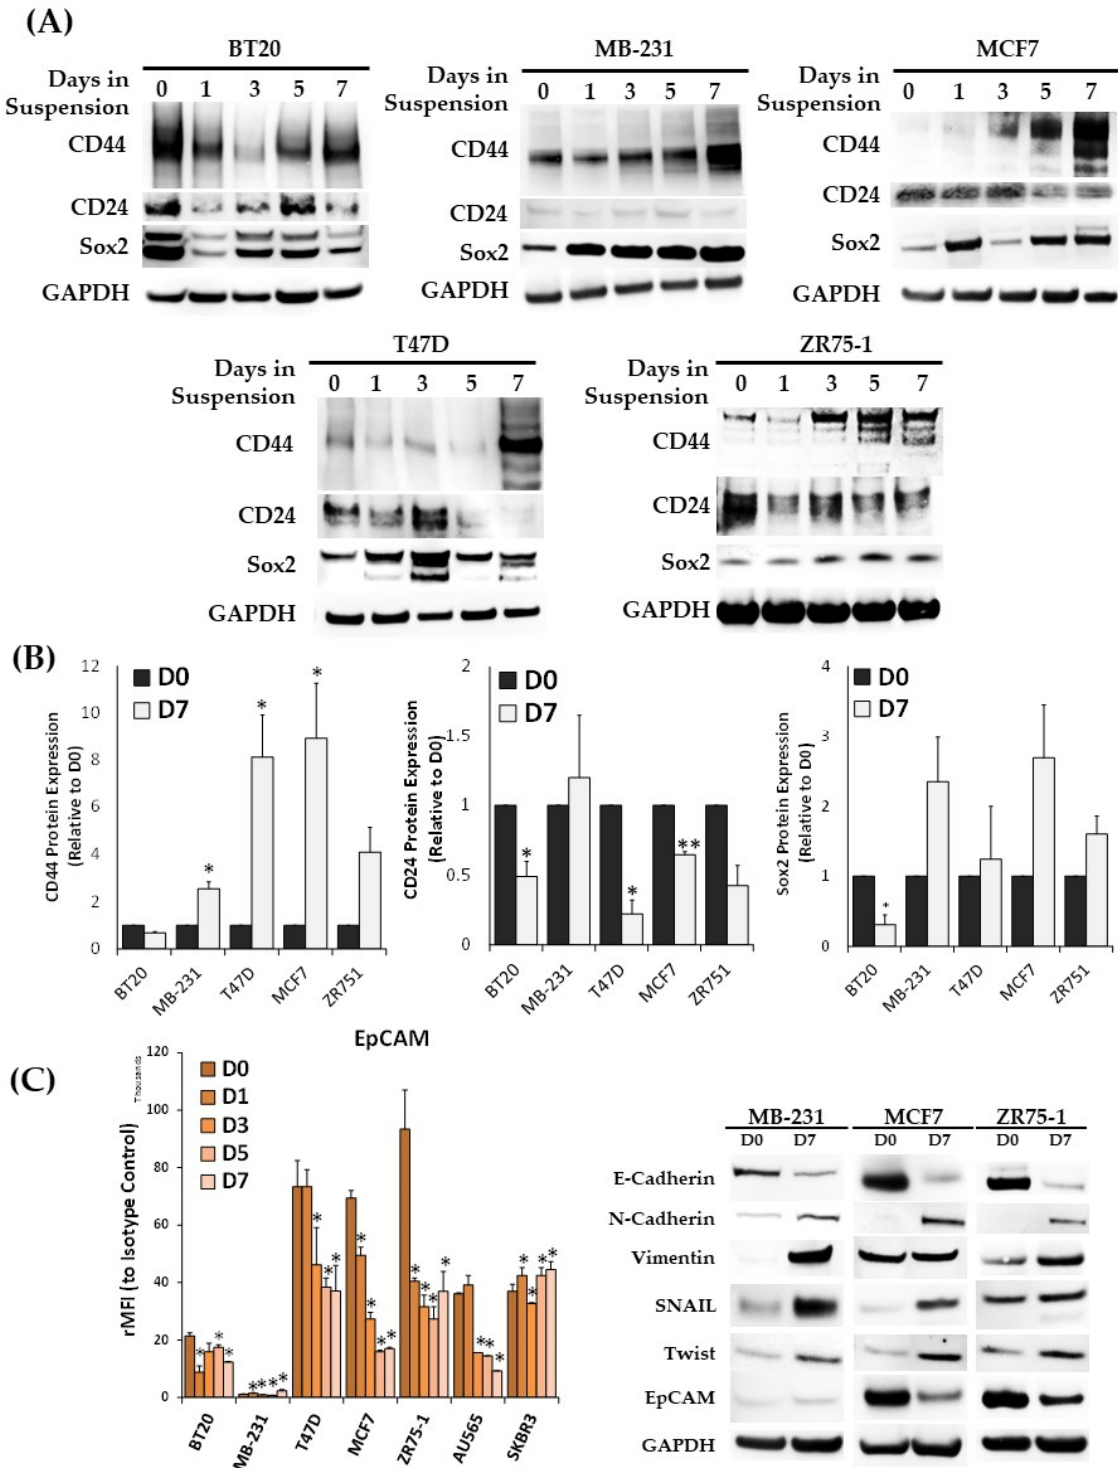 (A)
BT20
Days in
Suspension
0 1 3 5 7
CD44
CD24
Sox2
GAPDH
MB-231
Days in
Suspension
0 1 3 5 7
CD44
CD24
Sox2
GAPDH
MCF7
Days in
Suspension
0 1 3 5 7
CD44
CD24
Sox2
GAPDH
T47D
Days in
Suspension
0 1 3 5 7
CD44
CD24
Sox2
GAPDH
ZR75-1
Days in
Suspension
0 1 3 5 7
CD44
CD24
Sox2
GAPDH
(B)
CD44 Protein Expression
(Relative to D0)
12
10
8
6
4
2
0
D0
D7
*
*
*
BT20 MB-231 T47D MCF7 ZR751
CD24 Protein Expression
(Relative to D0)
2
1.5
1
0.5
0
D0
D7
*
*
**
BT20 MB-231 T47D MCF7 ZR751
Sox2 Protein Expression
(Relative to D0)
4
3
2
1
0
D0
D7
*
BT20 MB-231 T47D MCF7 ZR751
(C)
EpCAM
rMFI (to Isotype Control)
Thousands
120
100
80
60
40
20
0
D0
D1
D3
D5
D7
* * *
* * * *
* * *
* * * *
* * * *
* * *
* * * *
BT20 MB-231 T47D MCF7 ZR75-1 AU565 SKBR3
MB-231 MCF7 ZR75-1
D0 D7 D0 D7 D0 D7
E-Cadherin
N-Cadherin
Vimentin
SNAIL
Twist
EpCAM
GAPDH